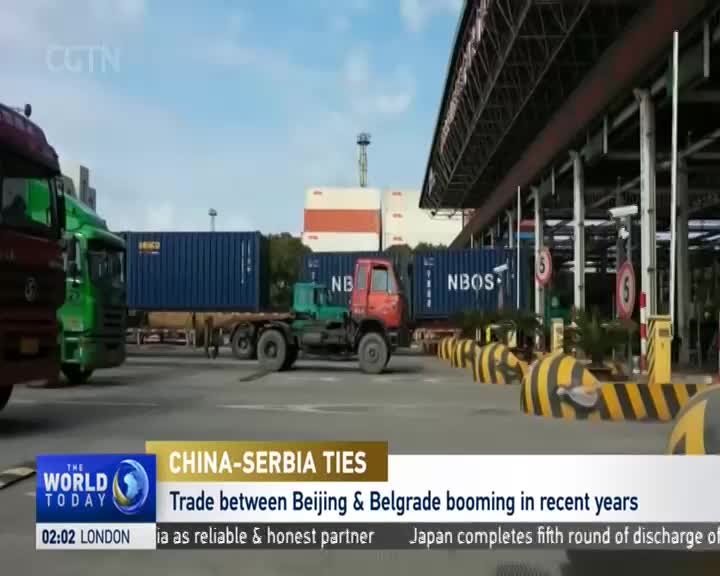 CGTN
NBOS
NBOS
5
5
CHINA-SERBIA TIES
THE
WORLD
TODAY
Trade between Beijing & Belgrade booming in recent years
02:02 LONDON
ia as reliable & honest partner
Japan completes fifth round of discharge of